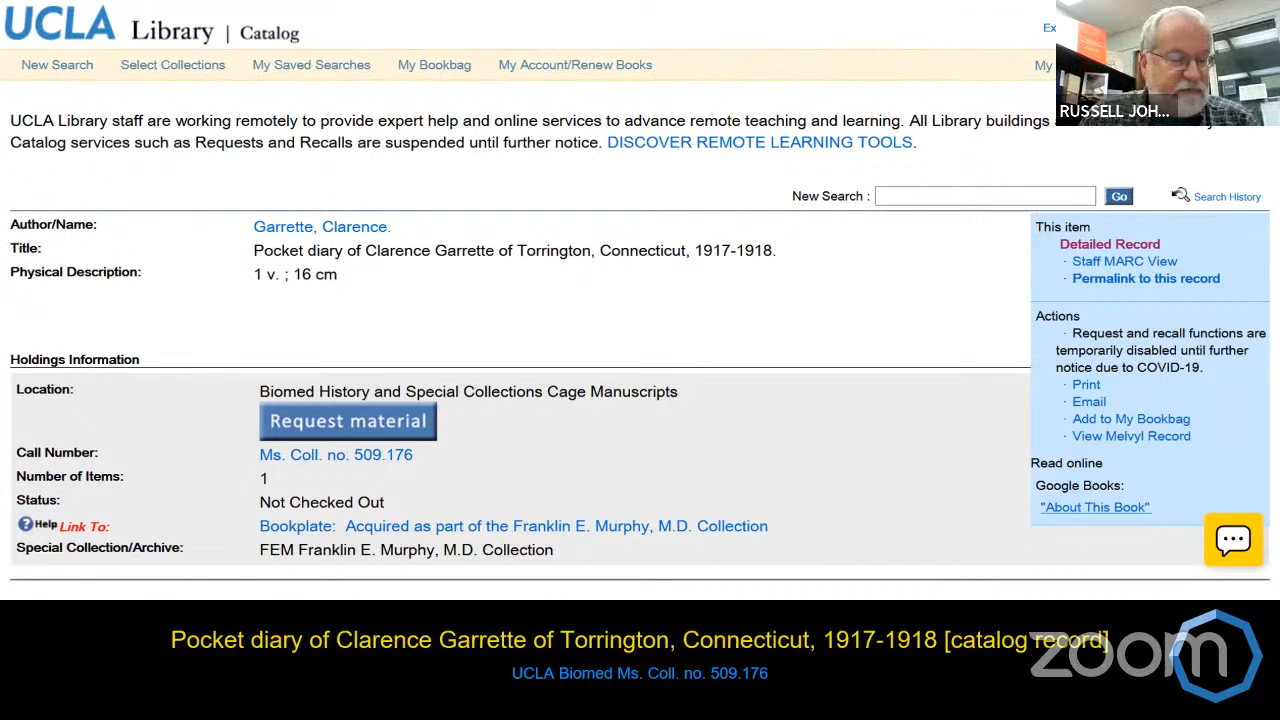 UCLA Library | Catalog
Ex
New Search Select Collections My Saved Searches My Bookbag My Account/Renew Books My
RUSSELL JOH...
UCLA Library staff are working remotely to provide expert help and online services to advance remote teaching and learning. All Library buildings
Catalog services such as Requests and Recalls are suspended until further notice. DISCOVER REMOTE LEARNING TOOLS.
New Search : Go Search History
Author/Name: Garrette, Clarence.
Title: Pocket diary of Clarence Garrette of Torrington, Connecticut, 1917-1918.
Physical Description: 1 v. ; 16 cm
This item
Detailed Record
· Staff MARC View
· Permalink to this record
Actions
· Request and recall functions are
temporarily disabled until further
notice due to COVID-19.
· Print
· Email
· Add to My Bookbag
· View Melvyl Record
Read online
Google Books:
"About This Book"
Holdings Information
Location: Biomed History and Special Collections Cage Manuscripts
Request material
Call Number: Ms. Coll. no. 509.176
Number of Items: 1
Status: Not Checked Out
? Help Link To: Bookplate: Acquired as part of the Franklin E. Murphy, M.D. Collection
Special Collection/Archive: FEM Franklin E. Murphy, M.D. Collection
Pocket diary of Clarence Garrette of Torrington, Connecticut, 1917-1918 [catalog record]
UCLA Biomed Ms. Coll. no. 509.176
zoom